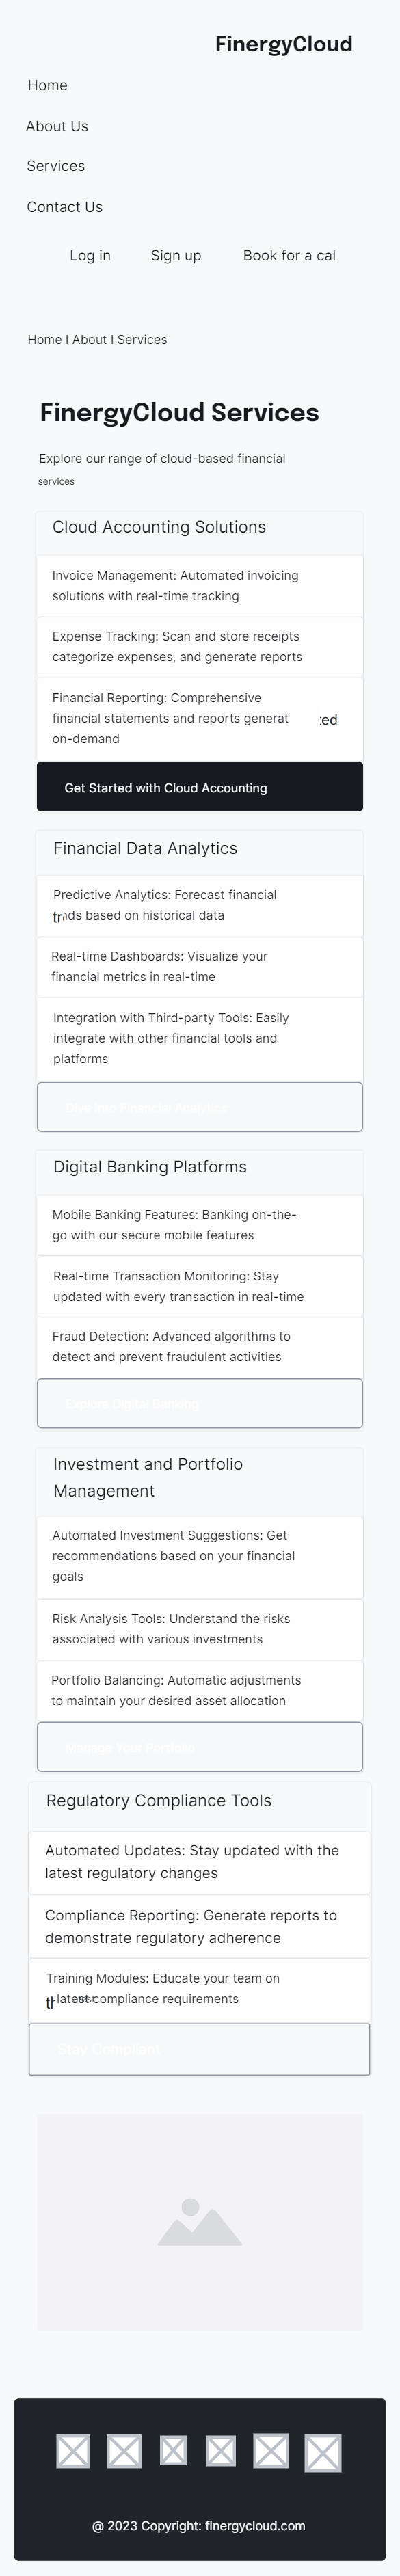 FinergyCloud
Home
About Us
Services
Contact Us
Log in Sign up Book for a cal
Home I About I Services
FinergyCloud Services
Explore our range of cloud-based financial
services
Cloud Accounting Solutions
Invoice Management: Automated invoicing
solutions with real-time tracking
Expense Tracking: Scan and store receipts
categorize expenses, and generate reports
Financial Reporting: Comprehensive
financial statements and reports generat ted
on-demand
Get Started with Cloud Accounting
Financial Data Analytics
Predictive Analytics: Forecast financial
trnds based on historical data
Real-time Dashboards: Visualize your
financial metrics in real-time
Integration with Third-party Tools: Easily
integrate with other financial tools and
platforms
Dive into Financial Analytics
Digital Banking Platforms
Mobile Banking Features: Banking on-the-
go with our secure mobile features
Real-time Transaction Monitoring: Stay
updated with every transaction in real-time
Fraud Detection: Advanced algorithms to
detect and prevent fraudulent activities
Explore Digital Banking
Investment and Portfolio
Management
Automated Investment Suggestions: Get
recommendations based on your financial
goals
Risk Analysis Tools: Understand the risks
associated with various investments
Portfolio Balancing: Automatic adjustments
to maintain your desired asset allocation
Manage Your Portfolio
Regulatory Compliance Tools
Automated Updates: Stay updated with the
latest regulatory changes
Compliance Reporting: Generate reports to
demonstrate regulatory adherence
Training Modules: Educate your team on
latest compliance requirements
Stay Compliant
@ 2023 Copyright: finergycloud.com